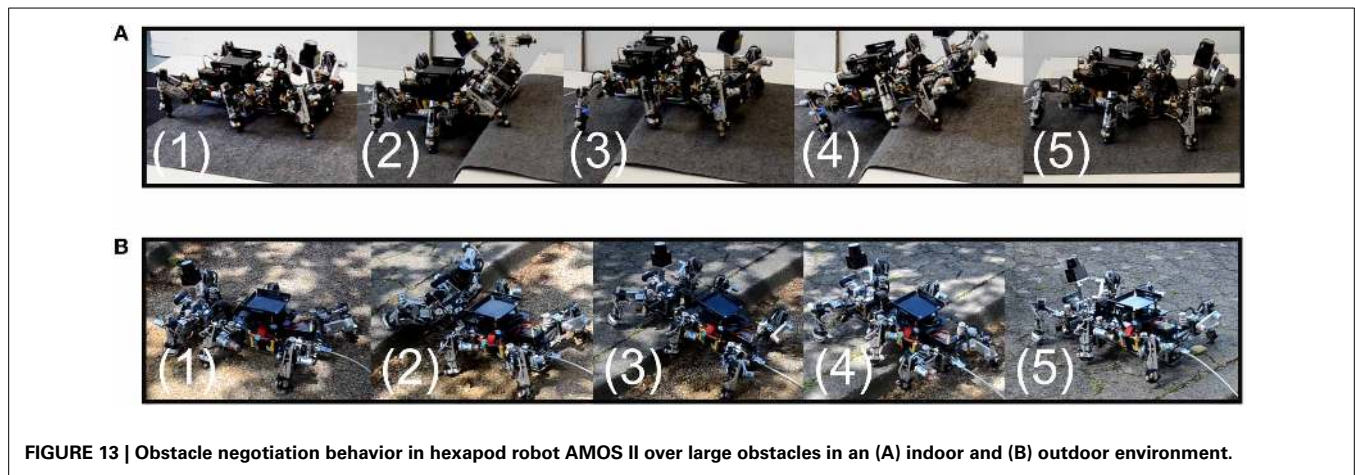 A
(1) (2) (3) (4) (5)
B
(1) (2) (3) (4) (5)
FIGURE 13 | Obstacle negotiation behavior in hexapod robot AMOS II over large obstacles in an (A) indoor and (B) outdoor environment.